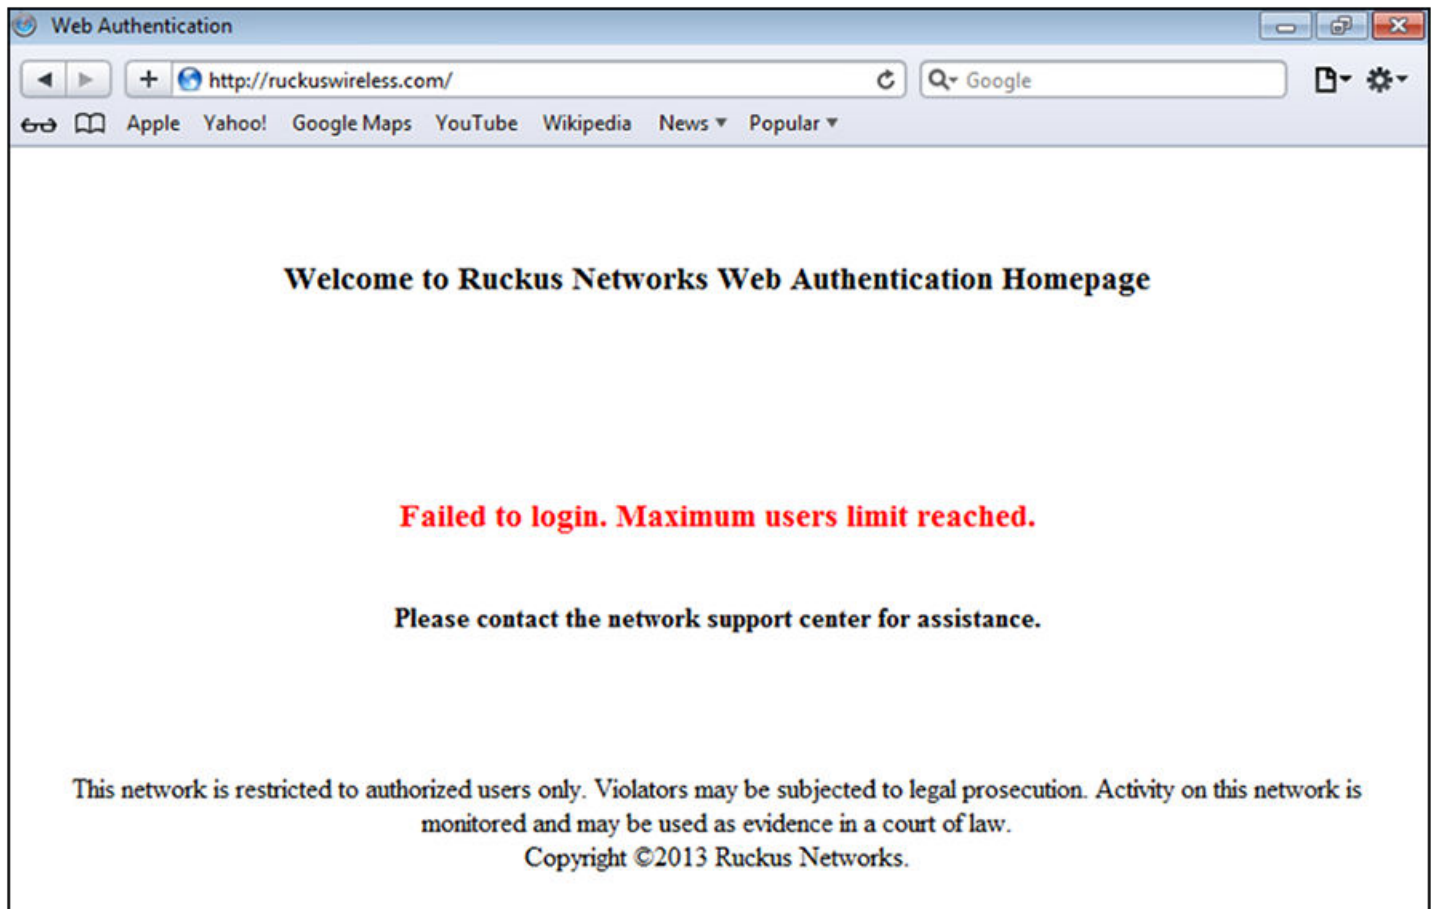 Web Authentication
http://ruckuswireless.com/
Google
Apple Yahoo! Google Maps YouTube Wikipedia News Popular
Welcome to Ruckus Networks Web Authentication Homepage
Failed to login. Maximum users limit reached.
Please contact the network support center for assistance.
This network is restricted to authorized users only. Violators may be subjected to legal prosecution. Activity on this network is
monitored and may be used as evidence in a court of law.
Copyright ©2013 Ruckus Networks.